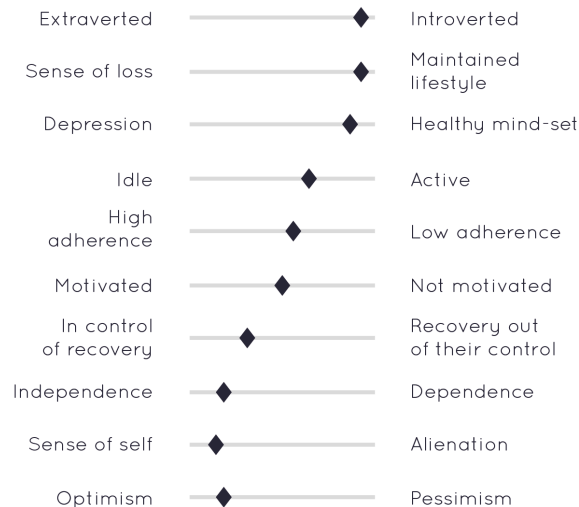 Extraverted Introverted
Sense of loss Maintained
lifestyle
Depression Healthy mind-set
Idle Active
High
adherence Low adherence
Motivated Not motivated
In control Recovery out
of recovery of their control
Independence Dependence
Sense of self Alienation
Optimism Pessimism